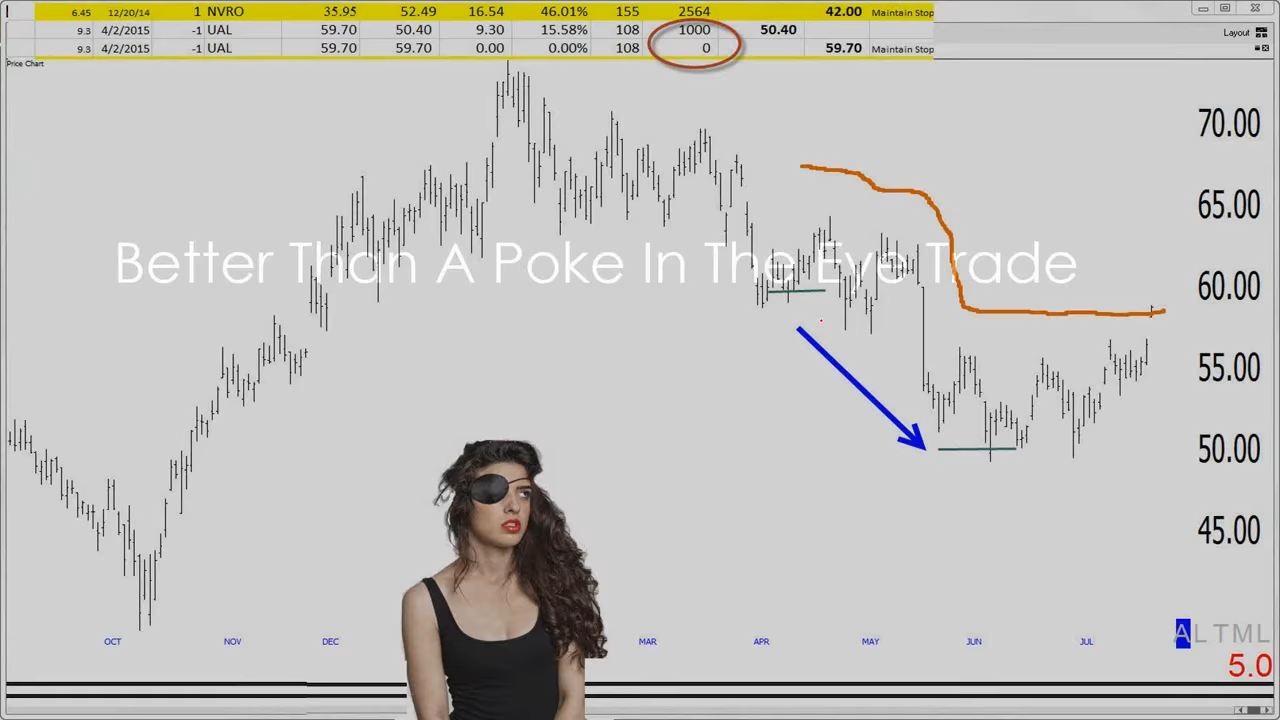 6.45 12/20/14 1 NVRO 35.95 52.49 16.54 46.01% 155 2564 42.00 Maintain Stop
9.3 4/2/2015 -1 UAL 59.70 50.40 9.30 15.58% 108 1000 50.40
Layout
9.3 4/2/2015 -1 UAL 59.70 59.70 0.00 0.00% 108 0 59.70 Maintain Stop
Price Chart
70.00
65.00
Better Than A Poke In The Eye Trade
60.00
55.00
50.00
45.00
OCT NOV DEC MAR APR MAY JUN JUL
A L T M L
5.0